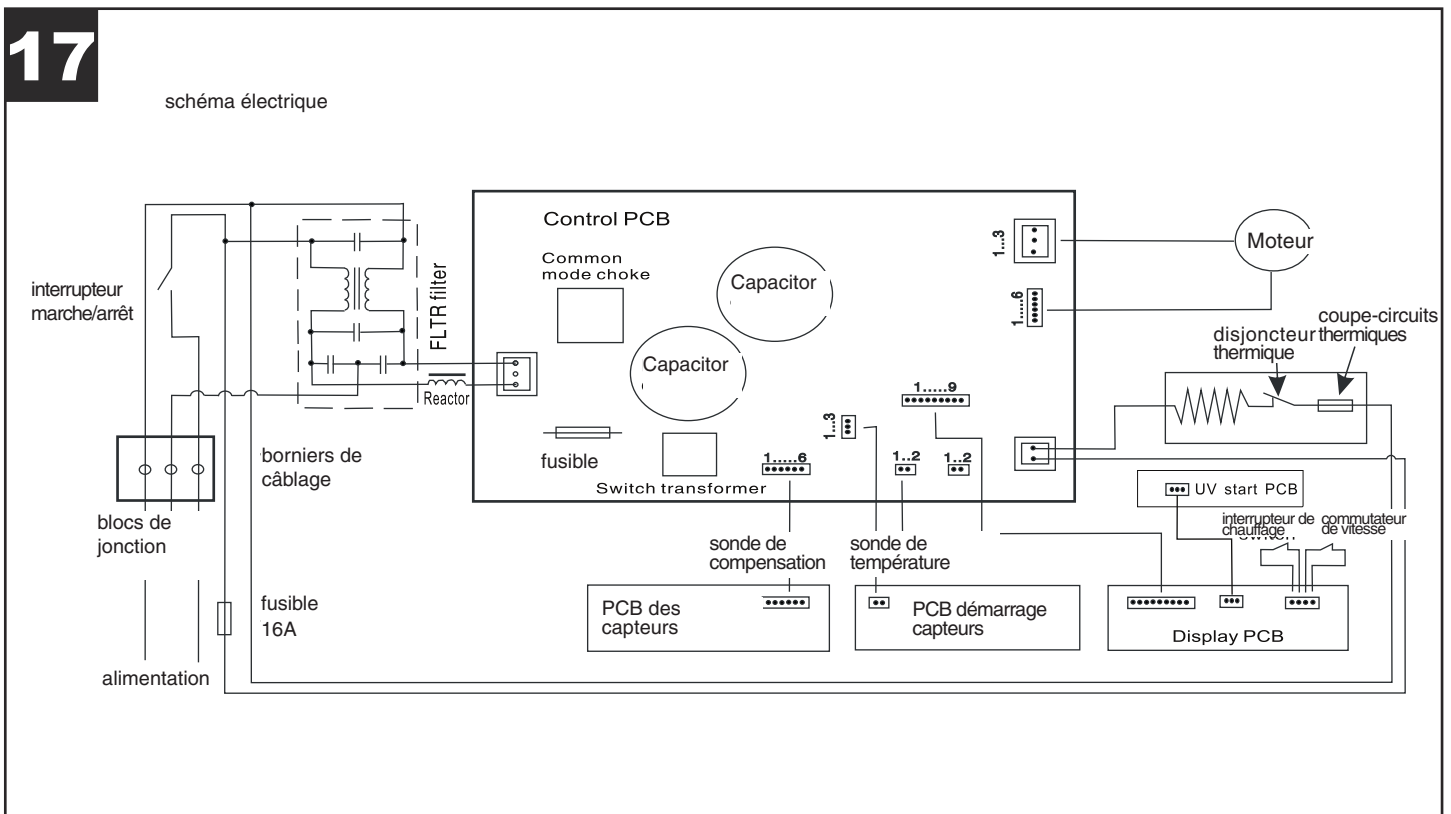 17
schéma électrique
Control PCB
Common
mode choke
Capacitor
Capacitor
1...3
1.....6
Moteur
interrupteur
marche/arrêt
FLTR filter
Reactor
coupe-circuits
thermiques
disjoncteur
thermique
1.....9
1...3
fusible
1.....6
1..2
1..2
Switch transformer
borniers de
câblage
blocs de
jonction
UV start PCB
interrupteur de
chauffage
commutateur
de vitesse
sonde de
compensation
sonde de
température
fusible
16A
PCB des
capteurs
PCB démarrage
capteurs
Display PCB
alimentation